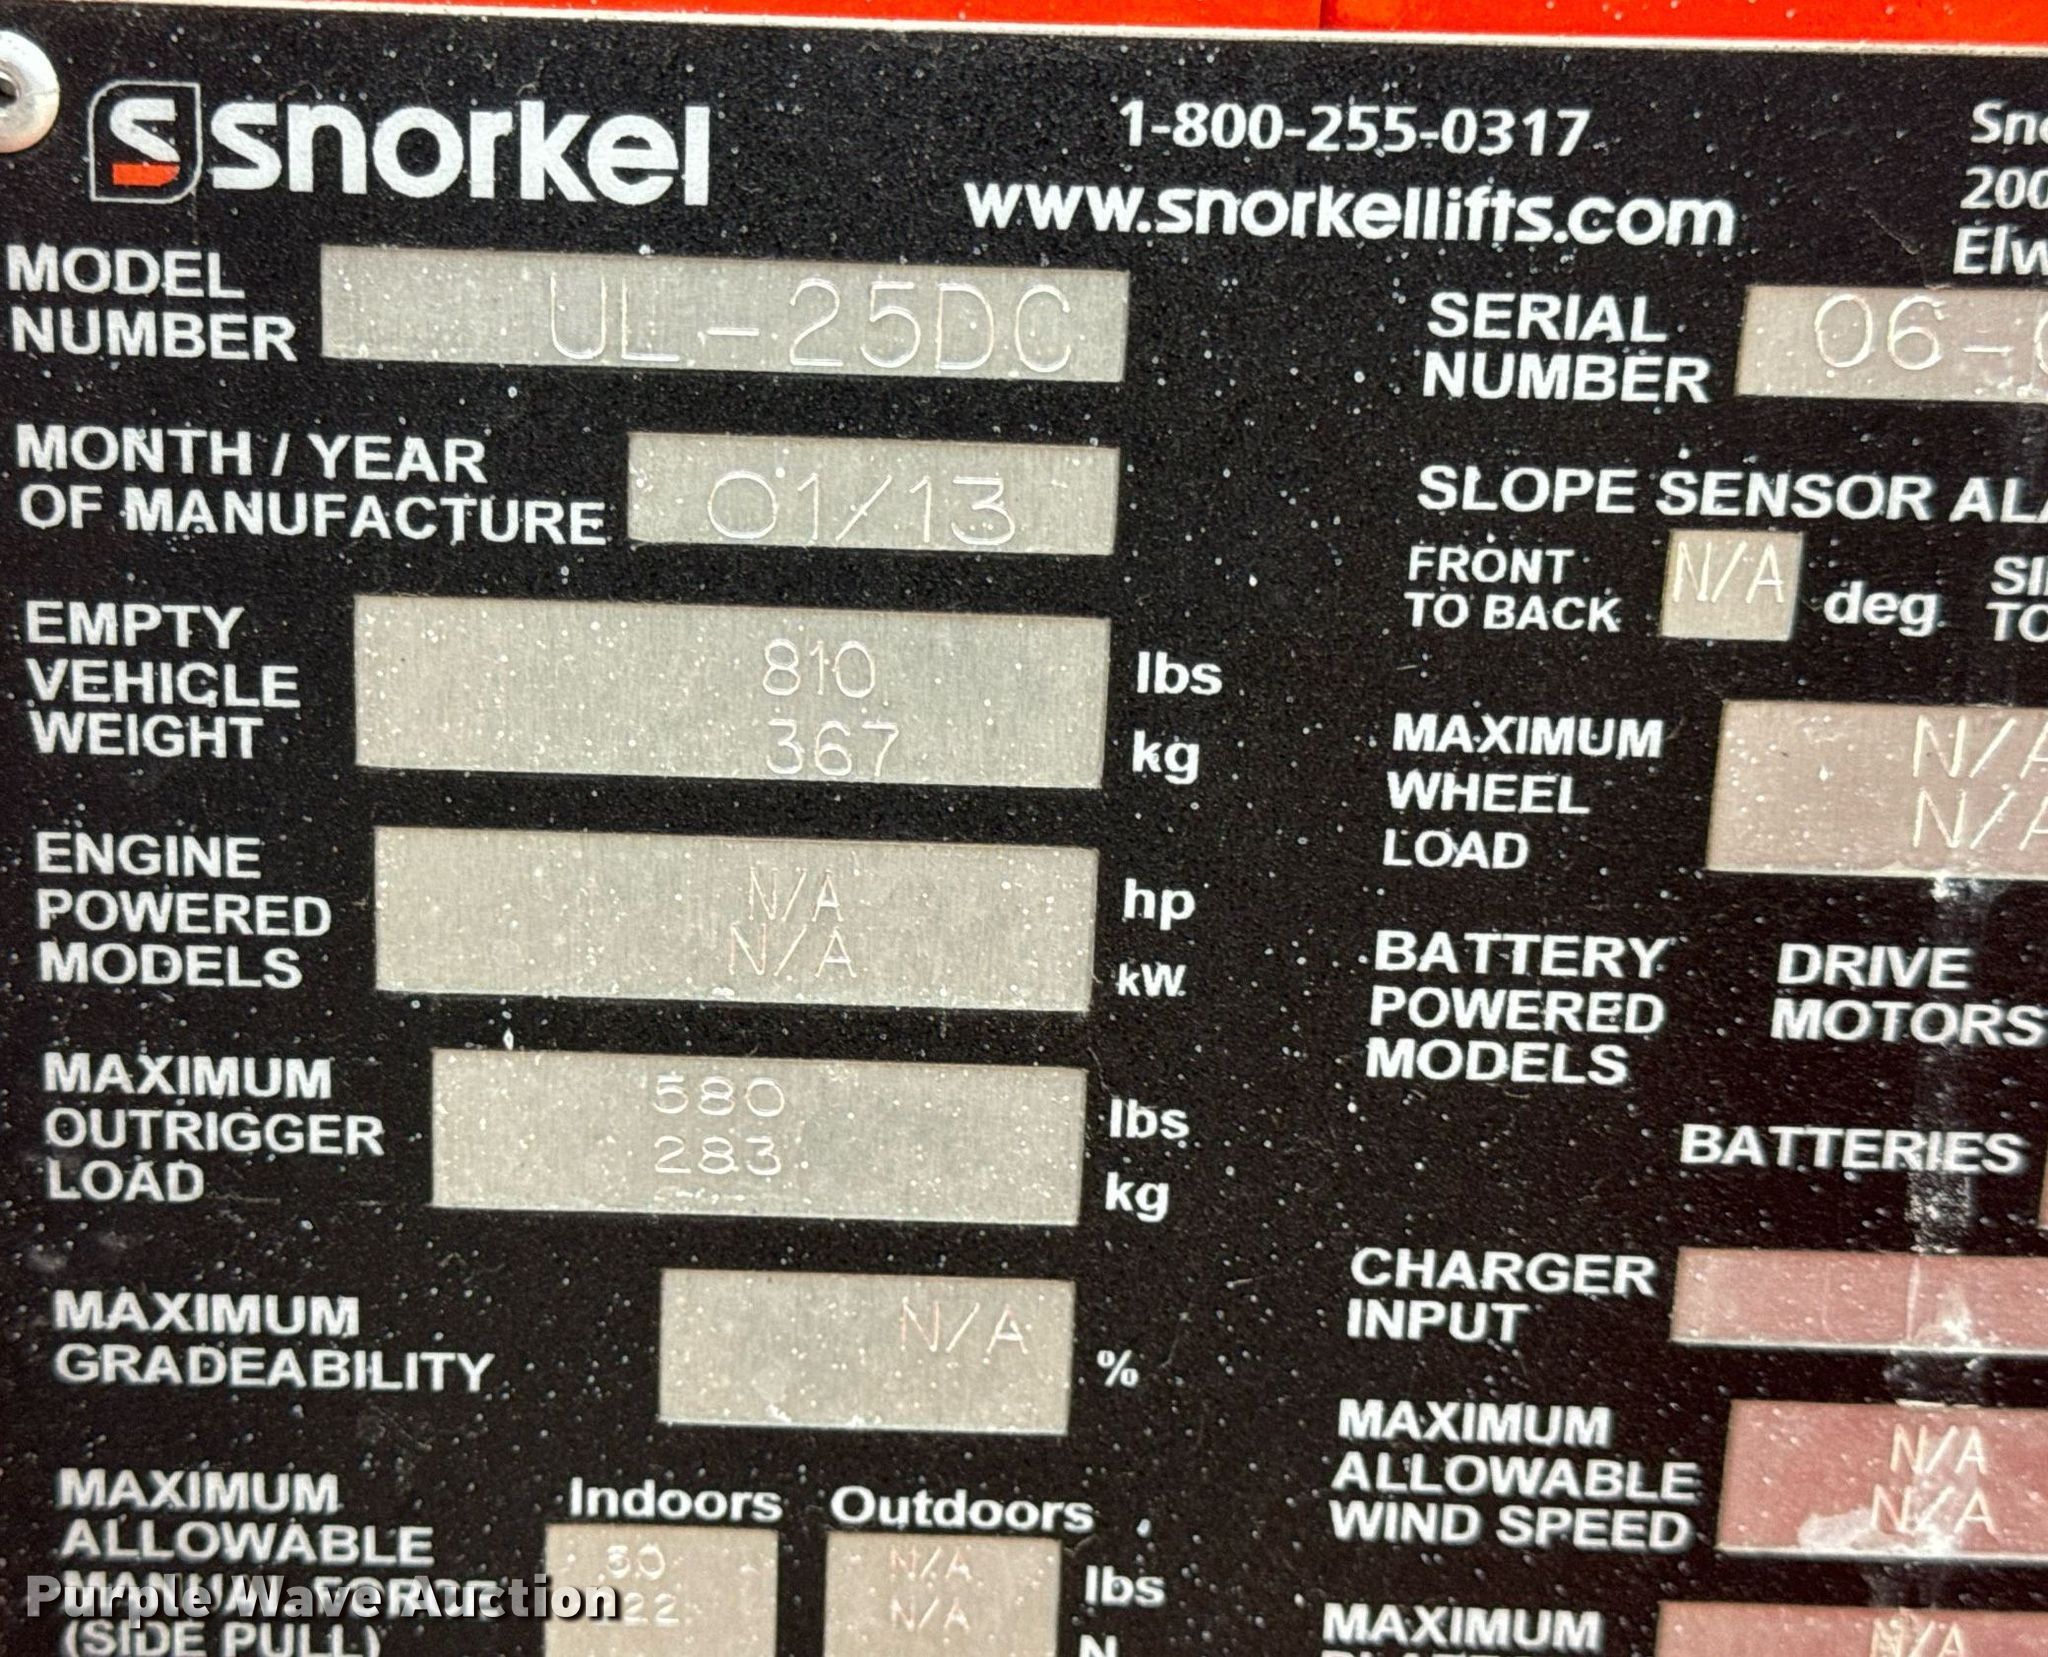 snorkel
1-800-255-0317
www.snorkellifts.com
MODEL
NUMBER
UL-25DC
SERIAL
NUMBER
06-
MONTH / YEAR
OF MANUFACTURE
01/13
SLOPE SENSOR
FRONT
TO BACK
N/A
deg
EMPTY
VEHICLE
WEIGHT
810 lbs
367 kg
MAXIMUM
WHEEL
LOAD
N/A
N/A
ENGINE
POWERED
MODELS
N/A hp
N/A kW
BATTERY
POWERED
MODELS
DRIVE
MOTORS
BATTERIES
MAXIMUM
OUTRIGGER
LOAD
580 lbs
283 kg
CHARGER
INPUT
MAXIMUM
GRADEABILITY
N/A %
MAXIMUM
ALLOWABLE
WIND SPEED
N/A
N/A
MAXIMUM
ALLOWABLE
MANUAL FORCE
(SIDE PULL)
Indoors Outdoors
N/A lbs
N/A N
MAXIMUM
N/A
Purple Wave Auction